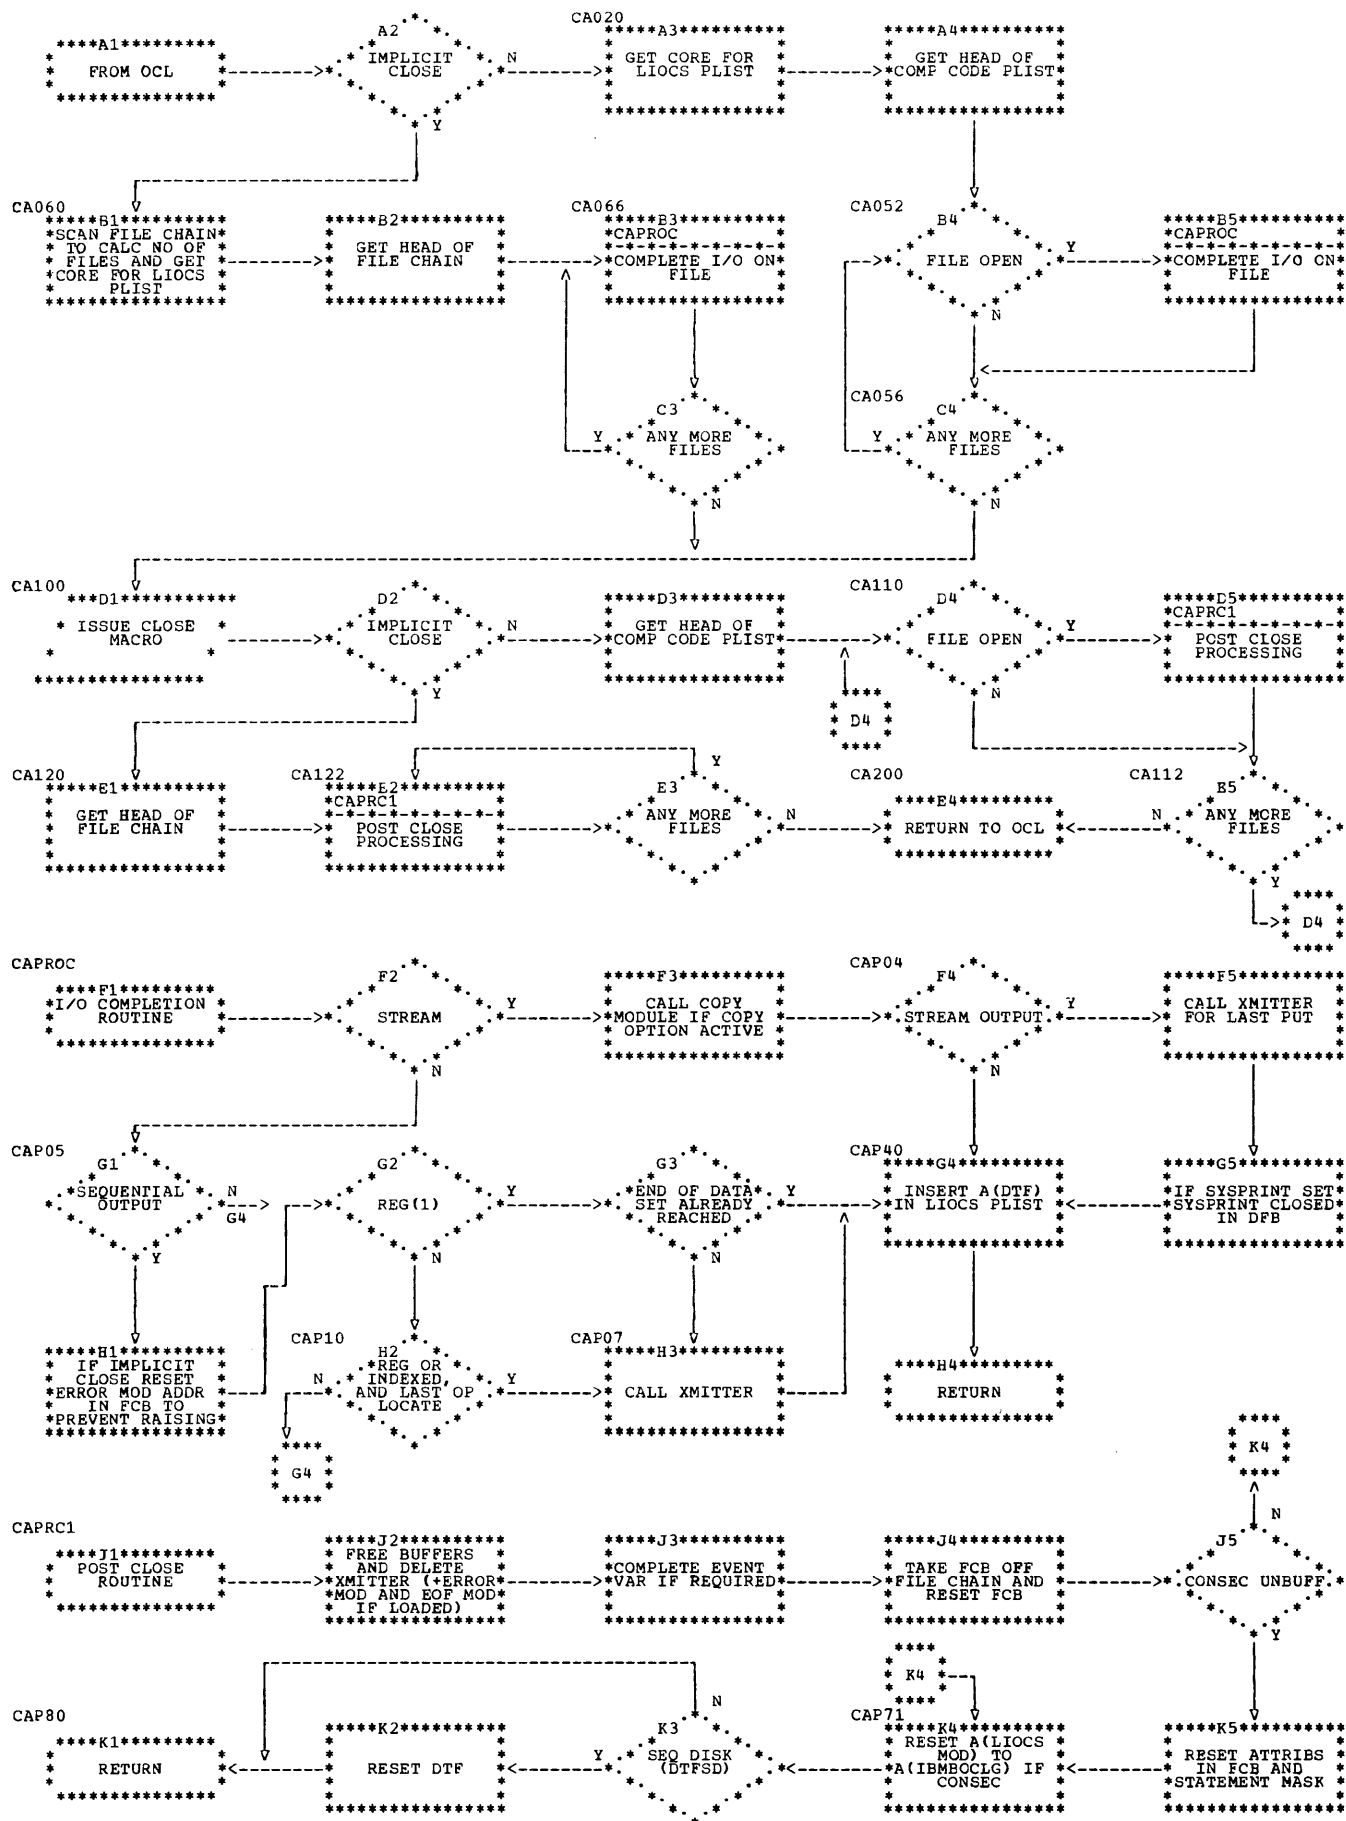 CA020
A1
FROM OCL
A2
IMPLICIT
CLOSE
N
Y
A3
GET CORE FOR
LIOCS PLIST
A4
GET HEAD OF
COMP CODE PLIST
CA060
B1
SCAN FILE CHAIN
TO CALC NO OF
FILES AND GET
CORE FOR LIOCS
PLIST
B2
GET HEAD OF
FILE CHAIN
CA066
B3
CAPROC
COMPLETE I/O ON
FILE
CA052
B4
FILE OPEN
Y
N
B5
CAPROC
COMPLETE I/O ON
FILE
C3
ANY MORE
FILES
Y
N
CA056
C4
ANY MORE
FILES
Y
N
CA100
D1
ISSUE CLOSE
MACRO
D2
IMPLICIT
CLOSE
N
Y
D3
GET HEAD OF
COMP CODE PLIST
CA110
D4
FILE OPEN
Y
N
D4
D5
CAPRC1
POST CLOSE
PROCESSING
CA120
E1
GET HEAD OF
FILE CHAIN
CA122
E2
CAPRC1
POST CLOSE
PROCESSING
E3
ANY MORE
FILES
Y
N
CA200
E4
RETURN TO OCL
CA112
E5
ANY MORE
FILES
N
Y
D4
CAPROC
F1
I/O COMPLETION
ROUTINE
F2
STREAM
Y
N
F3
CALL COPY
MODULE IF COPY
OPTION ACTIVE
CAP04
F4
STREAM OUTPUT
Y
N
F5
CALL XMITTER
FOR LAST PUT
CAP05
G1
SEQUENTIAL
OUTPUT
N
G4
Y
G2
REG(1)
Y
N
G3
END OF DATA
SET ALREADY
REACHED
Y
N
CAP40
G4
INSERT A(DTF)
IN LIOCS PLIST
G5
IF SYSPRINT SET
SYSPRINT CLOSED
IN DFB
H1
IF IMPLICIT
CLOSE RESET
ERROR MOD ADDR
IN FCB TO
PREVENT RAISING
CAP10
H2
REG OR
INDEXED,
AND LAST OP
LOCATE
N
Y
G4
CAP07
H3
CALL XMITTER
H4
RETURN
K4
CAPRC1
J1
POST CLOSE
ROUTINE
J2
FREE BUFFERS
AND DELETE
XMITTER (+ERROR
MOD AND EOF MOD
IF LOADED)
J3
COMPLETE EVENT
VAR IF REQUIRED
J4
TAKE FCB OFF
FILE CHAIN AND
RESET FCB
J5
CONSEC UNBUFF
N
Y
K4
CAP80
K1
RETURN
K2
RESET DTF
K3
SEQ DISK
(DTFSD)
N
Y
CAP71
K4
RESET A(LIOCS
MOD) TO
A(IBMBOCLG) IF
CONSEC
K5
RESET ATTRIBS
IN FCB AND
STATEMENT MASK